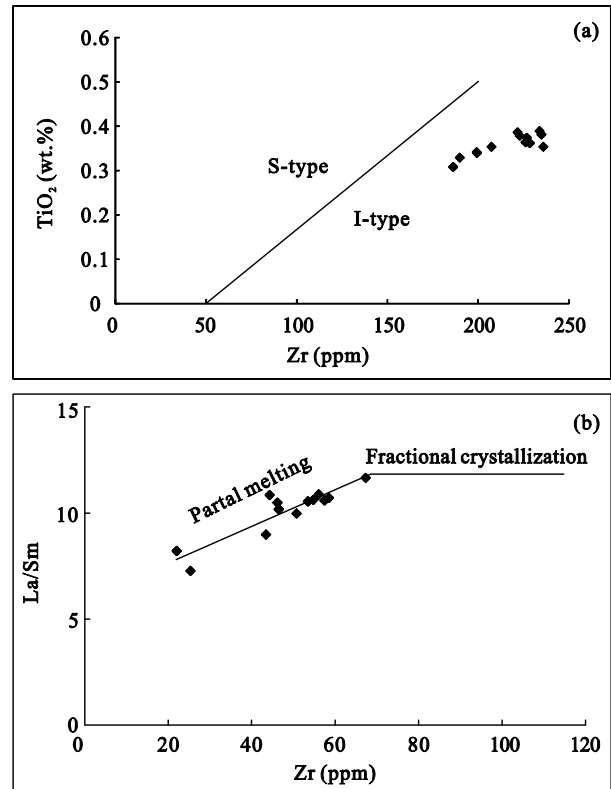 (a)
0.6
0.5
0.4
0.3
0.2
0.1
0
TiO₂ (wt.%)
S-type
I-type
0 50 100 150 200 250
Zr (ppm)
(b)
15
10
5
0
La/Sm
Partal melting
Fractional crystallization
0 20 40 60 80 100 120
Zr (ppm)